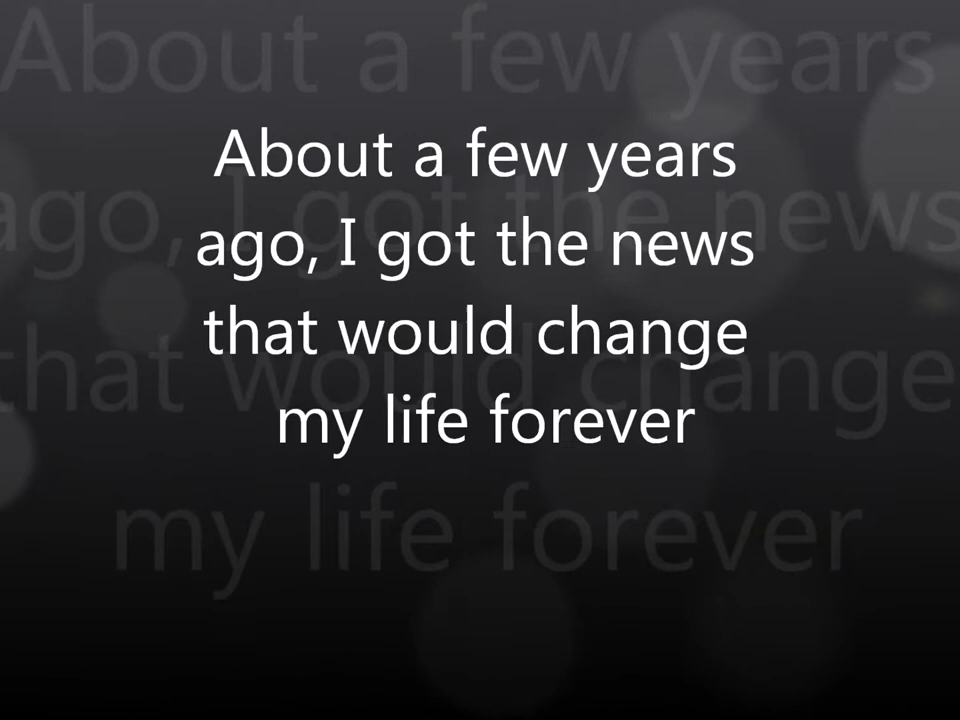 About a few years
ago, I got the news
that would change
my life forever